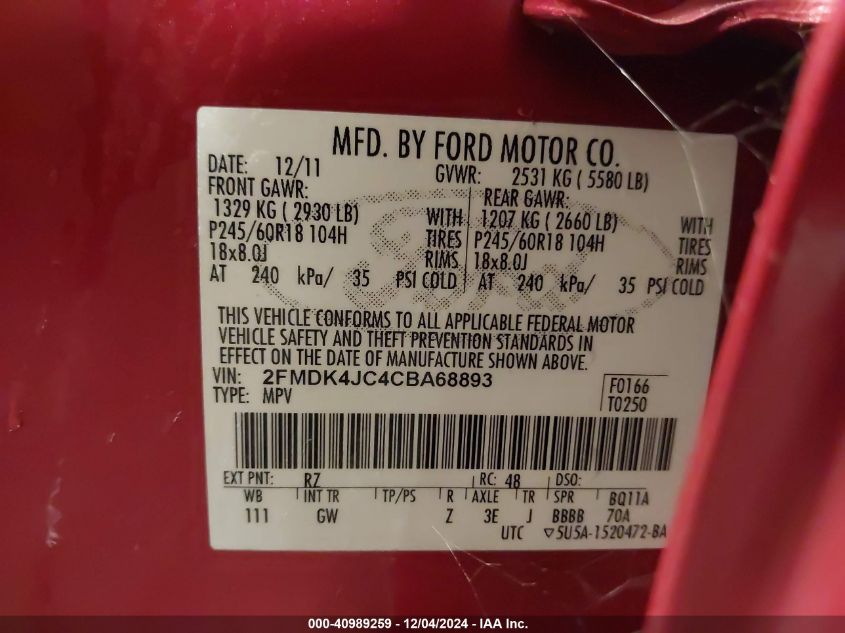 MFD. BY FORD MOTOR CO.
DATE: 12/11 GVWR: 2531 KG ( 5580 LB)
FRONT GAWR: REAR GAWR:
1329 KG ( 2930 LB) WITH 1207 KG ( 2660 LB) WITH
P245/60R18 104H TIRES P245/60R18 104H TIRES
18x8.0J RIMS 18x8.0J RIMS
AT 240 kPa/ 35 PSI COLD AT 240 kPa/ 35 PSI COLD
Ford
THIS VEHICLE CONFORMS TO ALL APPLICABLE FEDERAL MOTOR
VEHICLE SAFETY AND THEFT PREVENTION STANDARDS IN
EFFECT ON THE DATE OF MANUFACTURE SHOWN ABOVE.
VIN: 2FMDK4JC4CBA68893
TYPE: MPV
F0166
T0250
EXT PNT: RZ RC: 48 DSO:
WB INT TR TP/PS R AXLE TR SPR BQ11A
111 GW Z 3E J BBBB 70A
UTC ▽5U5A-1520472-BA
000-40989259 - 12/04/2024 - IAA Inc.